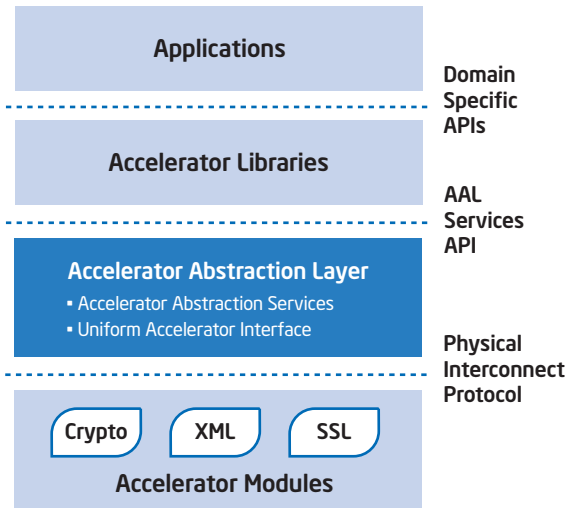 Applications
Domain
Specific
APIs
Accelerator Libraries
AAL
Services
API
Accelerator Abstraction Layer
▪ Accelerator Abstraction Services
▪ Uniform Accelerator Interface
Physical
Interconnect
Protocol
Crypto XML SSL
Accelerator Modules